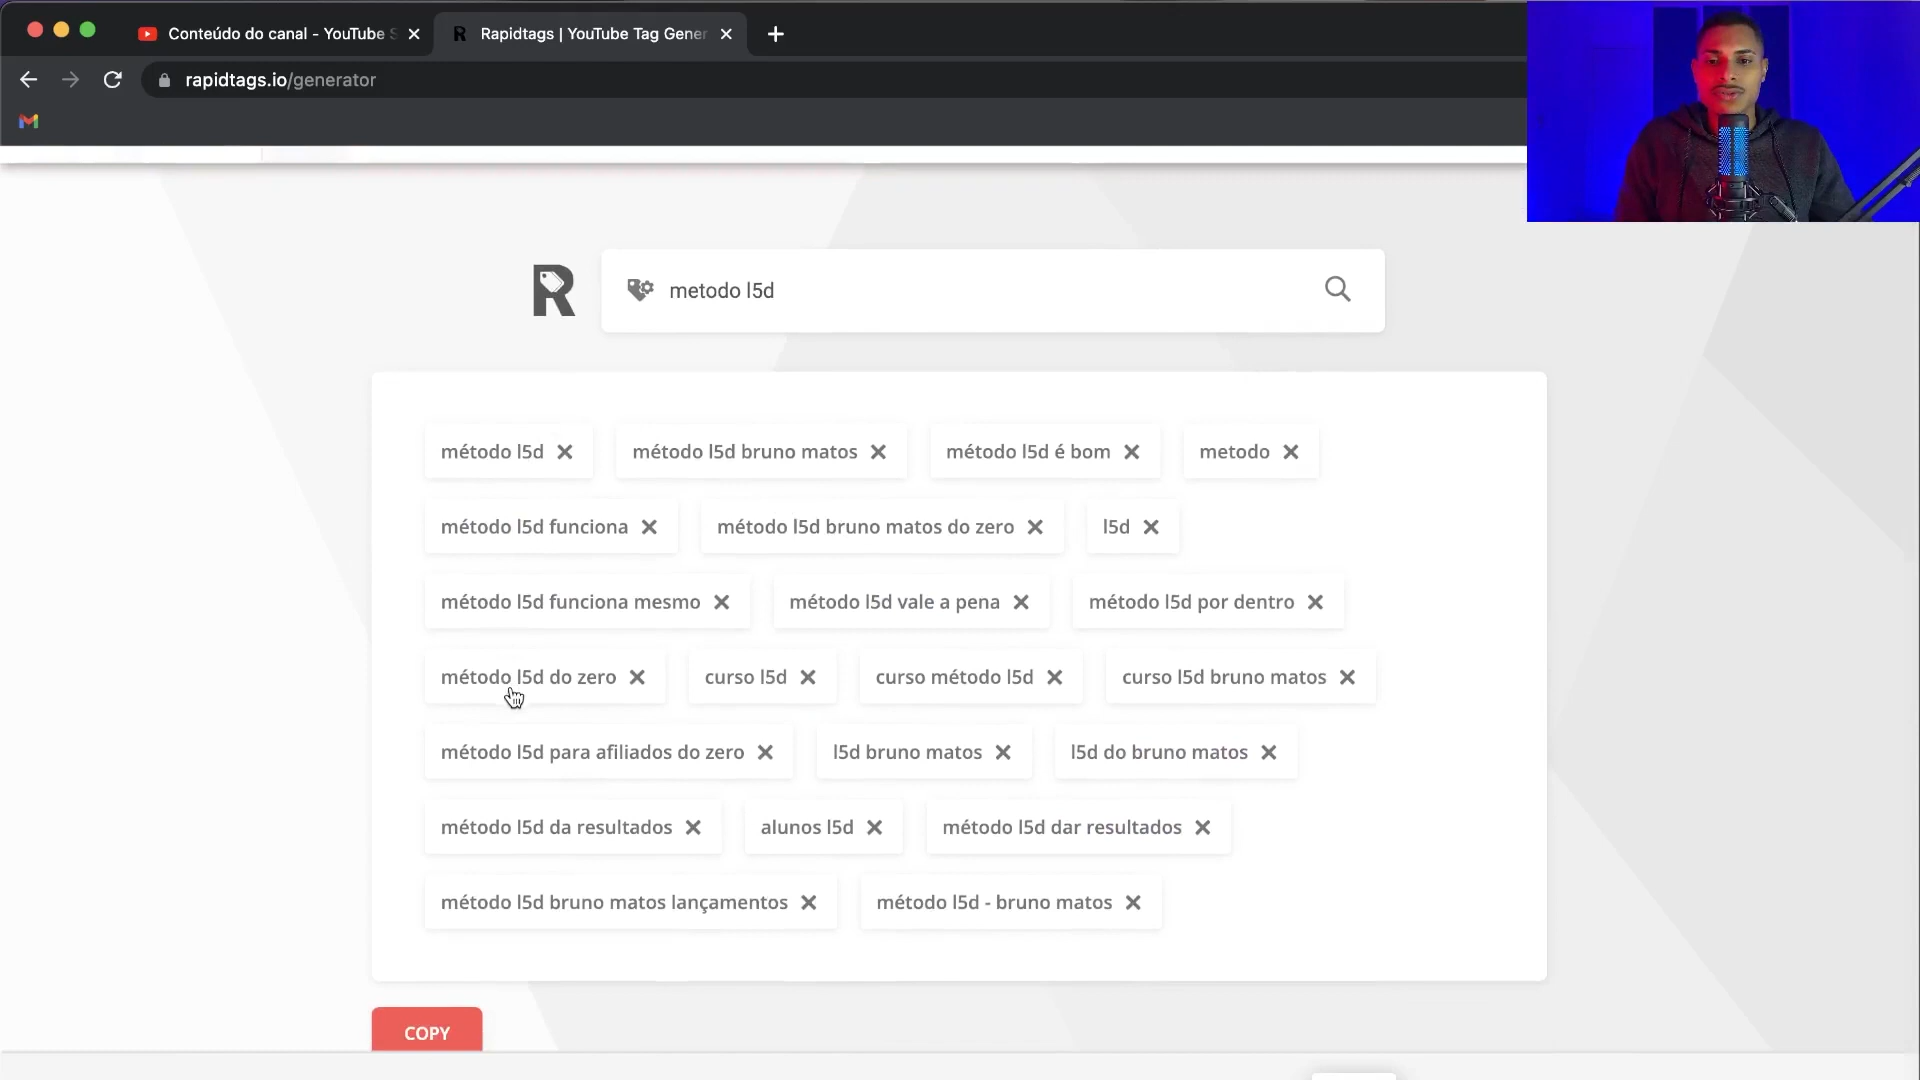 Conteúdo do canal - YouTube S
Rapidtags | YouTube Tag Gener
rapidtags.io/generator
R metodo l5d
método l5d método l5d bruno matos método l5d é bom metodo
método l5d funciona método l5d bruno matos do zero l5d
método l5d funciona mesmo método l5d vale a pena método l5d por dentro
método l5d do zero curso l5d curso método l5d curso l5d bruno matos
método l5d para afiliados do zero l5d bruno matos l5d do bruno matos
método l5d da resultados alunos l5d método l5d dar resultados
método l5d bruno matos lançamentos método l5d - bruno matos
COPY